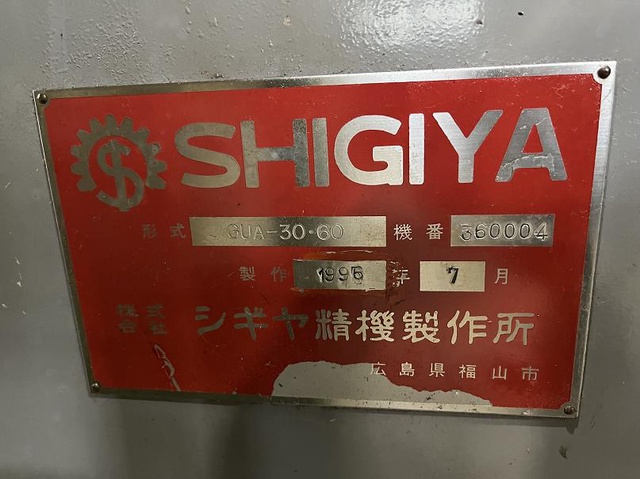 SHIGIYA
形式 GUA-30・60 機番 360004
製作 1995 年 7 月
株式会社 シギヤ精機製作所
広島県福山市